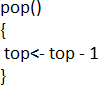 pop()
{
top<- top - 1
}